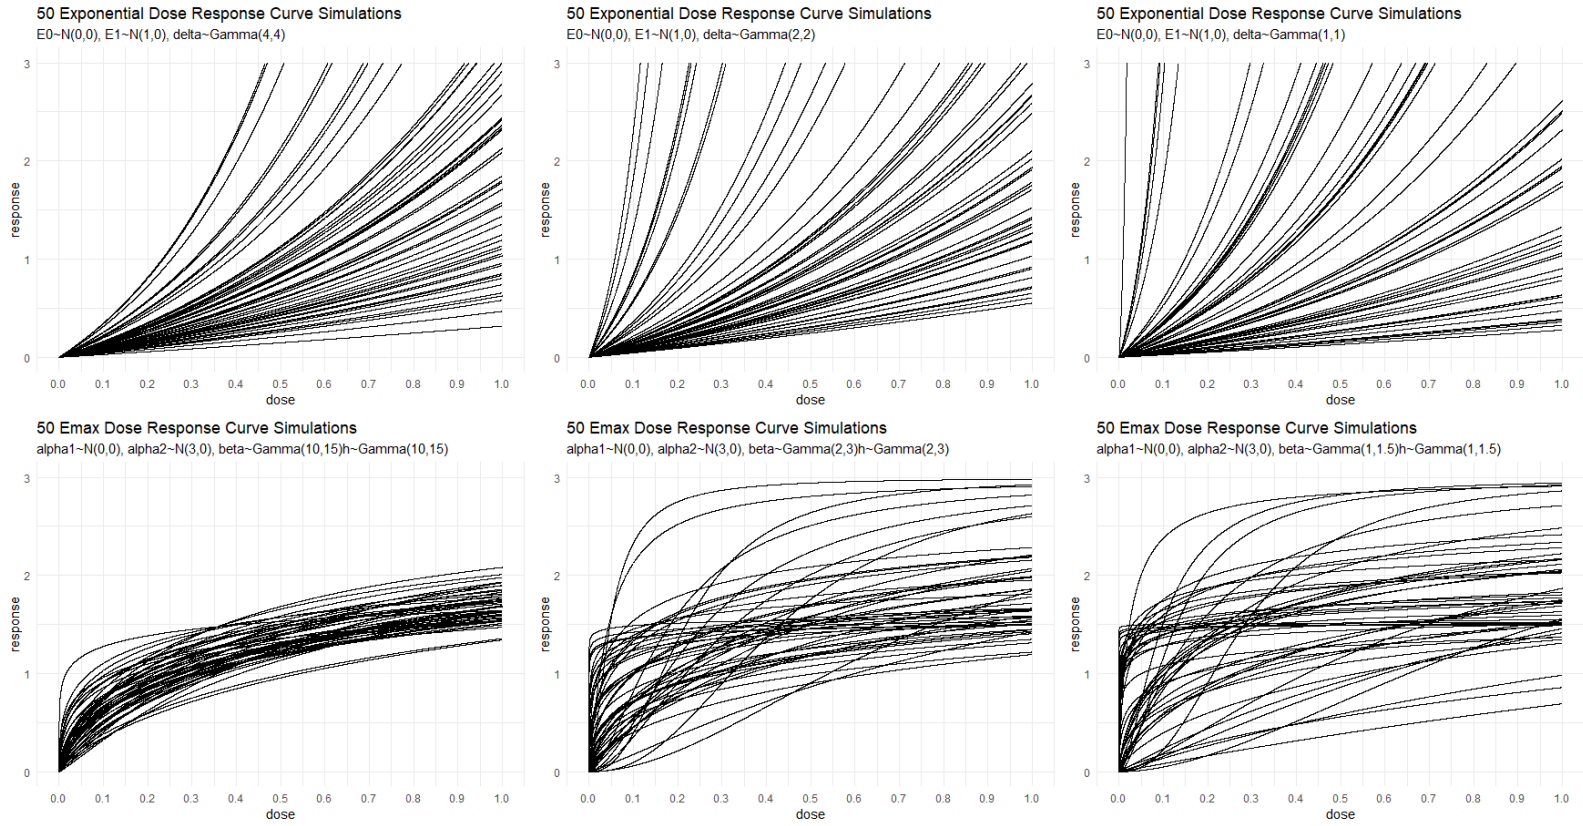 50 Exponential Dose Response Curve Simulations
E0~N(0,0), E1~N(1,0), delta~Gamma(4,4)
3
2
1
0
response
0.0 0.1 0.2 0.3 0.4 0.5 0.6 0.7 0.8 0.9 1.0
dose
50 Exponential Dose Response Curve Simulations
E0~N(0,0), E1~N(1,0), delta~Gamma(2,2)
3
2
1
0
response
0.0 0.1 0.2 0.3 0.4 0.5 0.6 0.7 0.8 0.9 1.0
dose
50 Exponential Dose Response Curve Simulations
E0~N(0,0), E1~N(1,0), delta~Gamma(1,1)
3
2
1
0
response
0.0 0.1 0.2 0.3 0.4 0.5 0.6 0.7 0.8 0.9 1.0
dose
50 Emax Dose Response Curve Simulations
alpha1~N(0,0), alpha2~N(3,0), beta~Gamma(10,15)h~Gamma(10,15)
3
2
1
0
response
0.0 0.1 0.2 0.3 0.4 0.5 0.6 0.7 0.8 0.9 1.0
dose
50 Emax Dose Response Curve Simulations
alpha1~N(0,0), alpha2~N(3,0), beta~Gamma(2,3)h~Gamma(2,3)
3
2
1
0
response
0.0 0.1 0.2 0.3 0.4 0.5 0.6 0.7 0.8 0.9 1.0
dose
50 Emax Dose Response Curve Simulations
alpha1~N(0,0), alpha2~N(3,0), beta~Gamma(1,1.5)h~Gamma(1,1.5)
3
2
1
0
response
0.0 0.1 0.2 0.3 0.4 0.5 0.6 0.7 0.8 0.9 1.0
dose